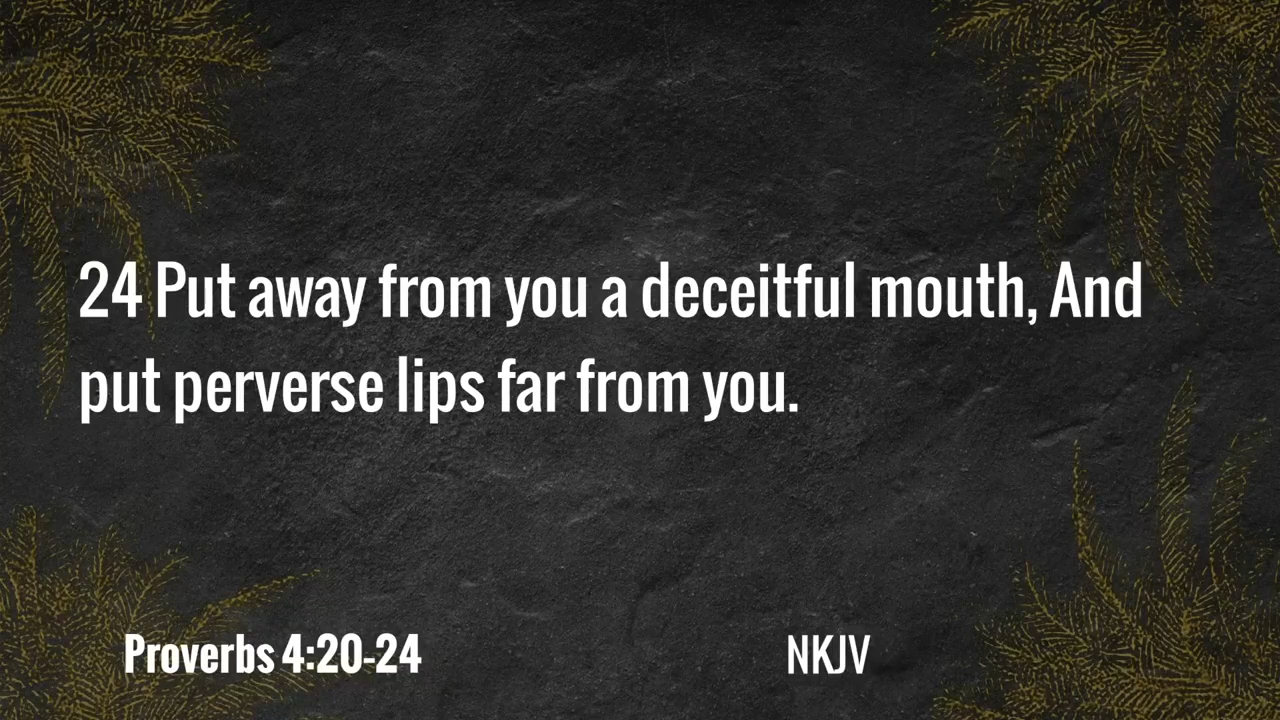 24 Put away from you a deceitful mouth, And
put perverse lips far from you.
Proverbs 4:20-24
NKJV